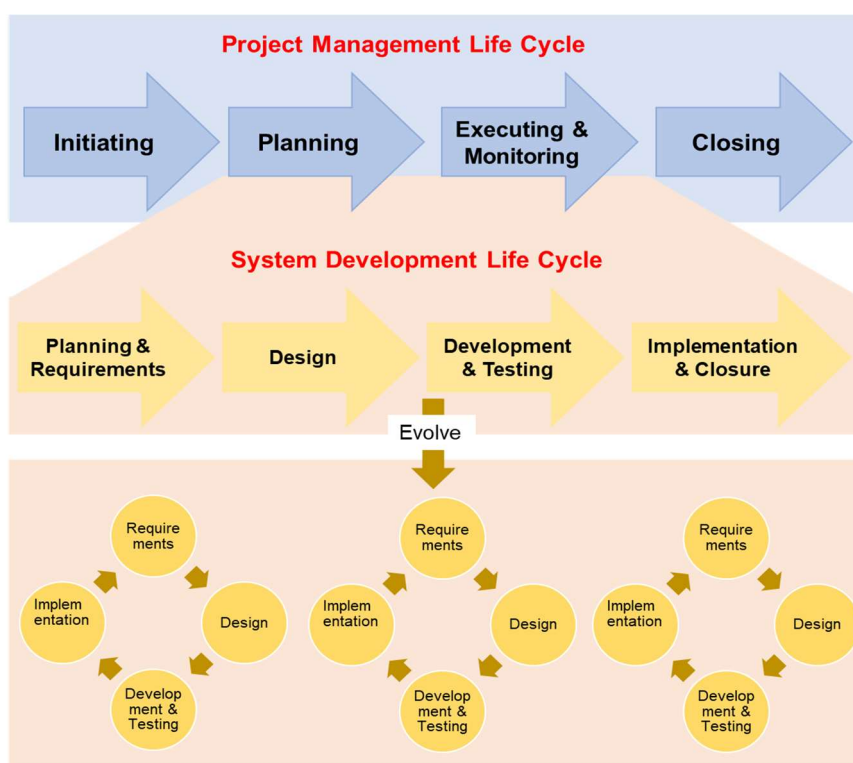 Project Management Life Cycle
Initiating
Planning
Executing &
Monitoring
Closing
System Development Life Cycle
Planning &
Requirements
Design
Development
& Testing
Implementation
& Closure
Evolve
Require
ments
Implem
entation
Design
Develop
ment &
Testing
Require
ments
Implem
entation
Design
Develop
ment &
Testing
Require
ments
Implem
entation
Design
Develop
ment &
Testing